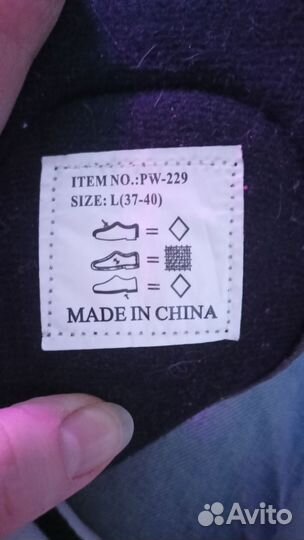 ITEM NO.:PW-229
SIZE: L(37-40)
=
=
=
MADE IN CHINA
Avito